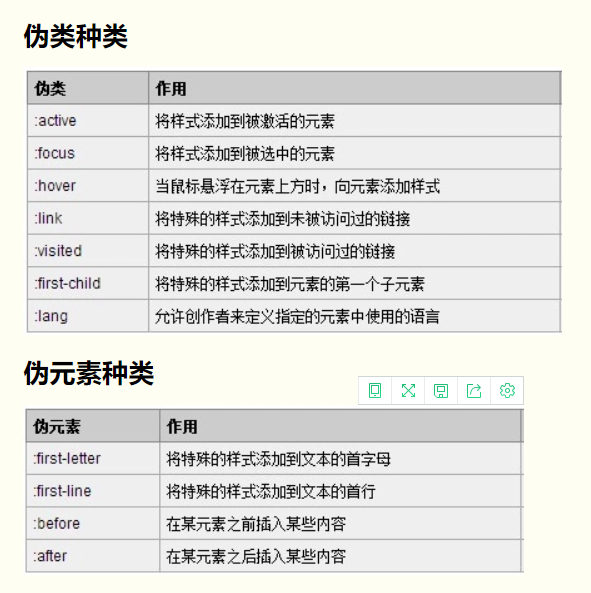 伪类种类
伪类 作用
:active 将样式添加到被激活的元素
:focus 将样式添加到被选中的元素
:hover 当鼠标悬浮在元素上方时，向元素添加样式
:link 将特殊的样式添加到未被访问过的链接
:visited 将特殊的样式添加到被访问过的链接
:first-child 将特殊的样式添加到元素的第一个子元素
:lang 允许创作者来定义指定的元素中使用的语言
伪元素种类
伪元素 作用
:first-letter 将特殊的样式添加到文本的首字母
:first-line 将特殊的样式添加到文本的首行
:before 在某元素之前插入某些内容
:after 在某元素之后插入某些内容